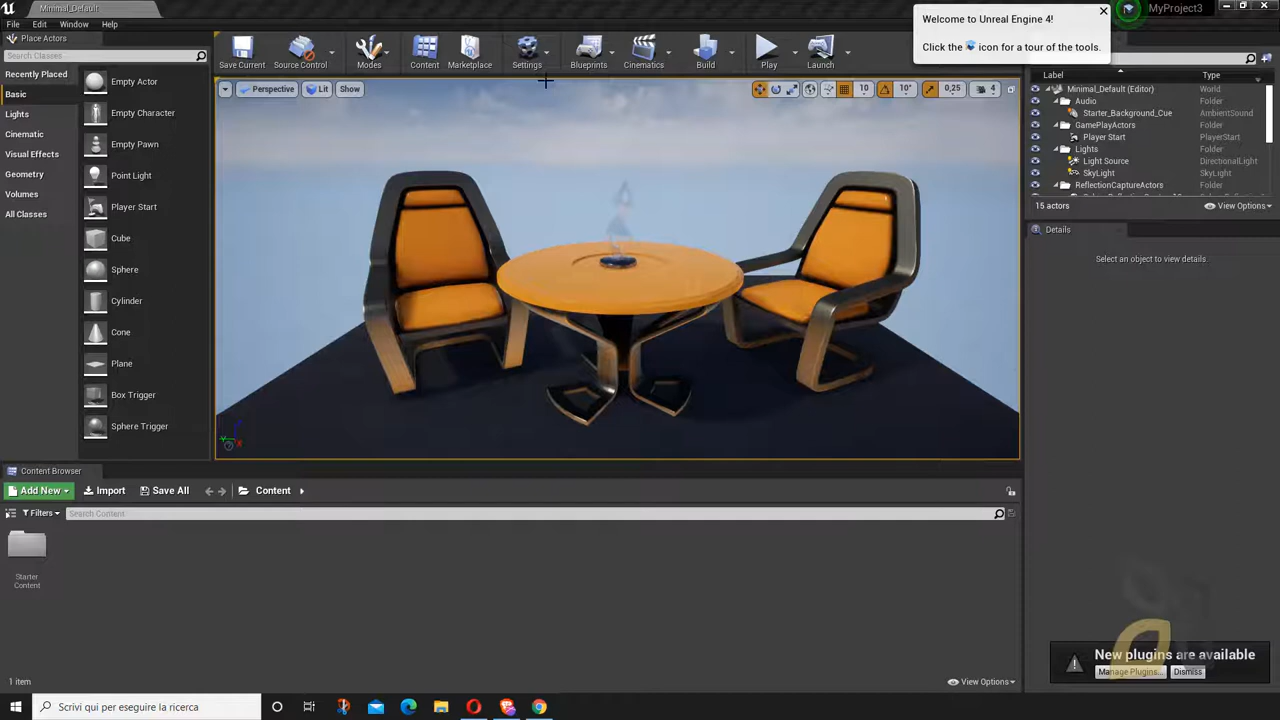 Minimal_Default
Welcome to Unreal Engine 4!
Click the icon for a tour of the tools.
MyProject3
File Edit Window Help
Place Actors
Search Classes
Recently Placed
Basic
Lights
Cinematic
Visual Effects
Geometry
Volumes
All Classes
Empty Actor
Empty Character
Empty Pawn
Point Light
Player Start
Cube
Sphere
Cylinder
Cone
Plane
Box Trigger
Sphere Trigger
Save Current Source Control Modes Content Marketplace Settings Blueprints Cinematics Build Play Launch
Perspective Lit Show 10 10° 0,25 4
Label Type
Minimal_Default (Editor) World
Audio Folder
Starter_Background_Cue AmbientSound
GamePlayActors Folder
Player Start PlayerStart
Lights Folder
Light Source DirectionalLight
SkyLight SkyLight
ReflectionCaptureActors Folder
15 actors View Options
Details
Select an object to view details.
Content Browser
Add New Import Save All Content
Filters Search Content
Starter
Content
1 item View Options
New plugins are available
Manage Plugins... Dismiss
Scrivi qui per eseguire la ricerca